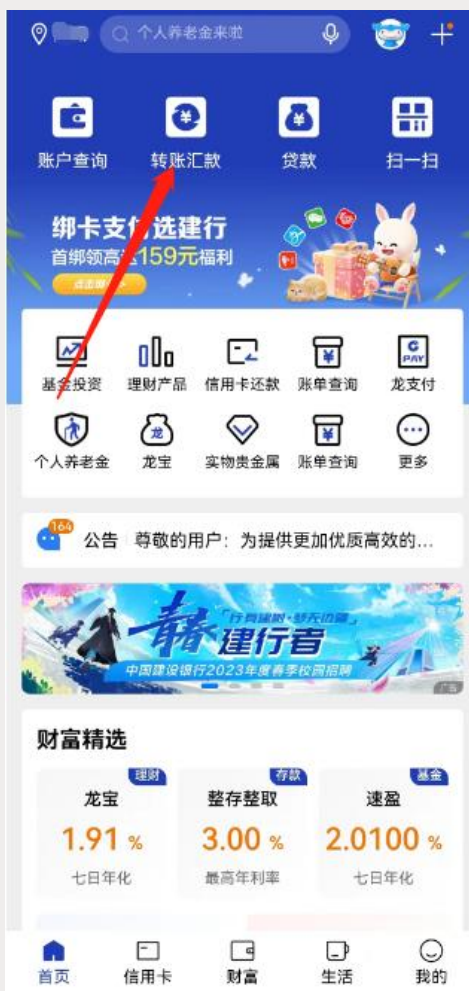 个人养老金来啦
账户查询 转账汇款 贷款 扫一扫
绑卡支付选建行
首绑领高达159元福利
基金投资 理财产品 信用卡还款 账单查询 龙支付
个人养老金 龙宝 实物贵金属 账单查询 更多
164
公告 尊敬的用户：为提供更加优质高效的...
「行有建树·梦无边疆」
青春建行者
中国建设银行2023年度春季校园招聘
广告
财富精选
理财 存款 基金
龙宝 整存整取 速盈
1.91 % 3.00 % 2.0100 %
七日年化 最高年利率 七日年化
首页 信用卡 财富 生活 我的